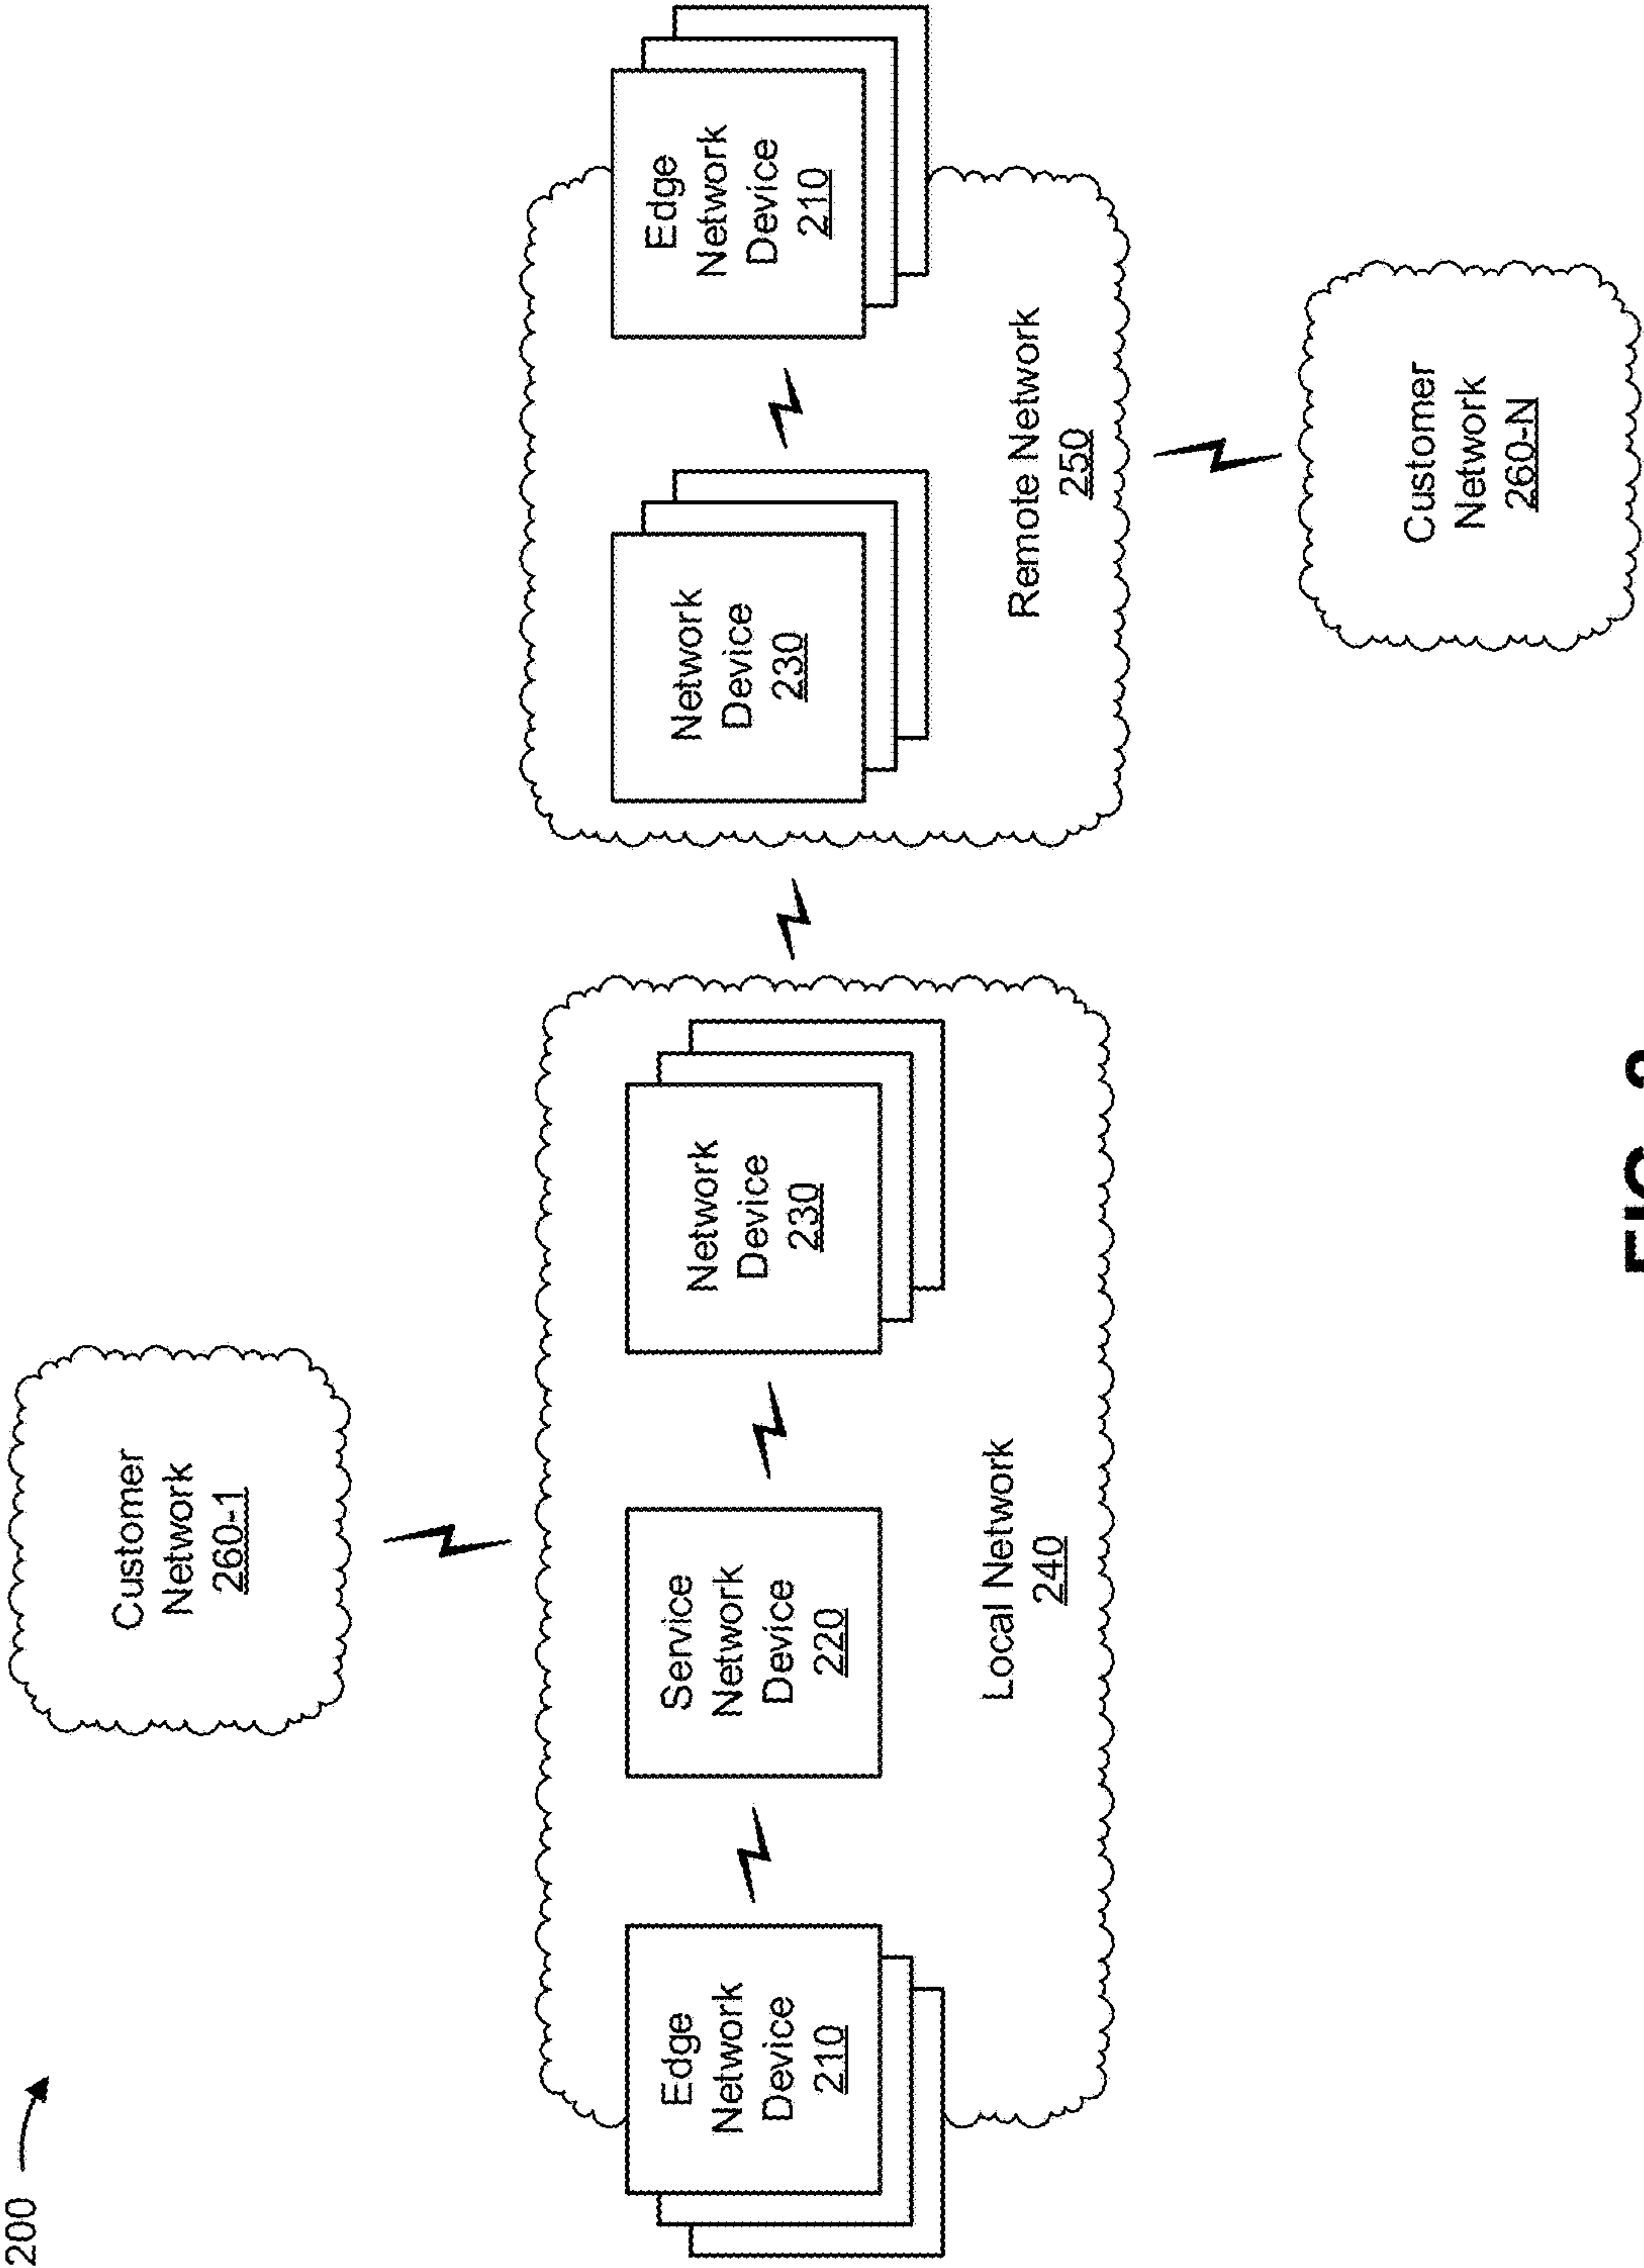 200
Customer
Network
260-1
Edge
Network
Device
210
Service
Network
Device
220
Network
Device
230
Local Network
240
Network
Device
230
Edge
Network
Device
210
Remote Network
250
Customer
Network
260-N
FIG.